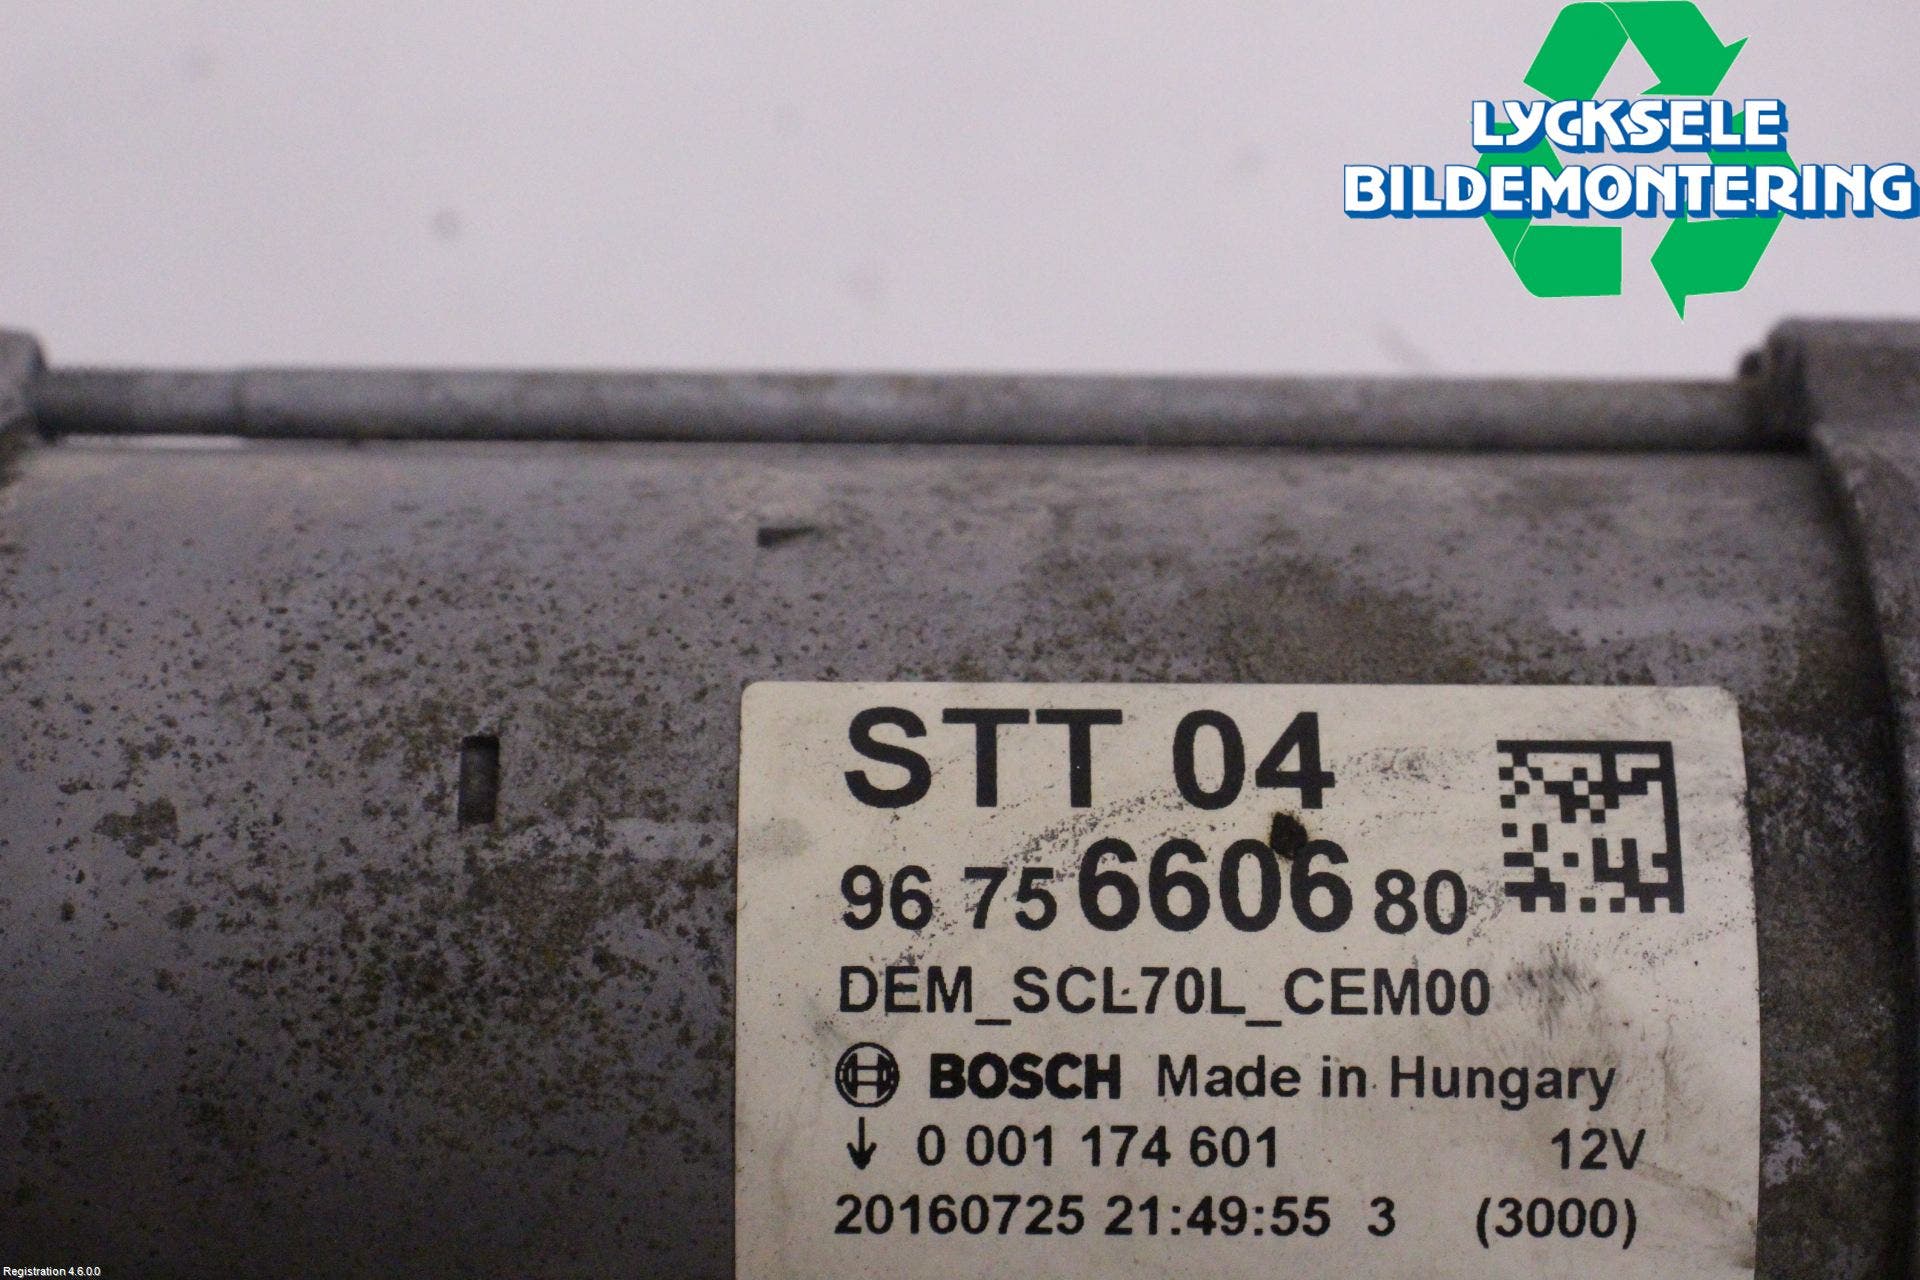 LYCKSELE
BILDEMONTERING
STT 04
96 75 6606 80
DEM_SCL70L_CEM00
BOSCH Made in Hungary
↓ 0 001 174 601 12V
20160725 21:49:55 3 (3000)
Registration 4.6.0.0